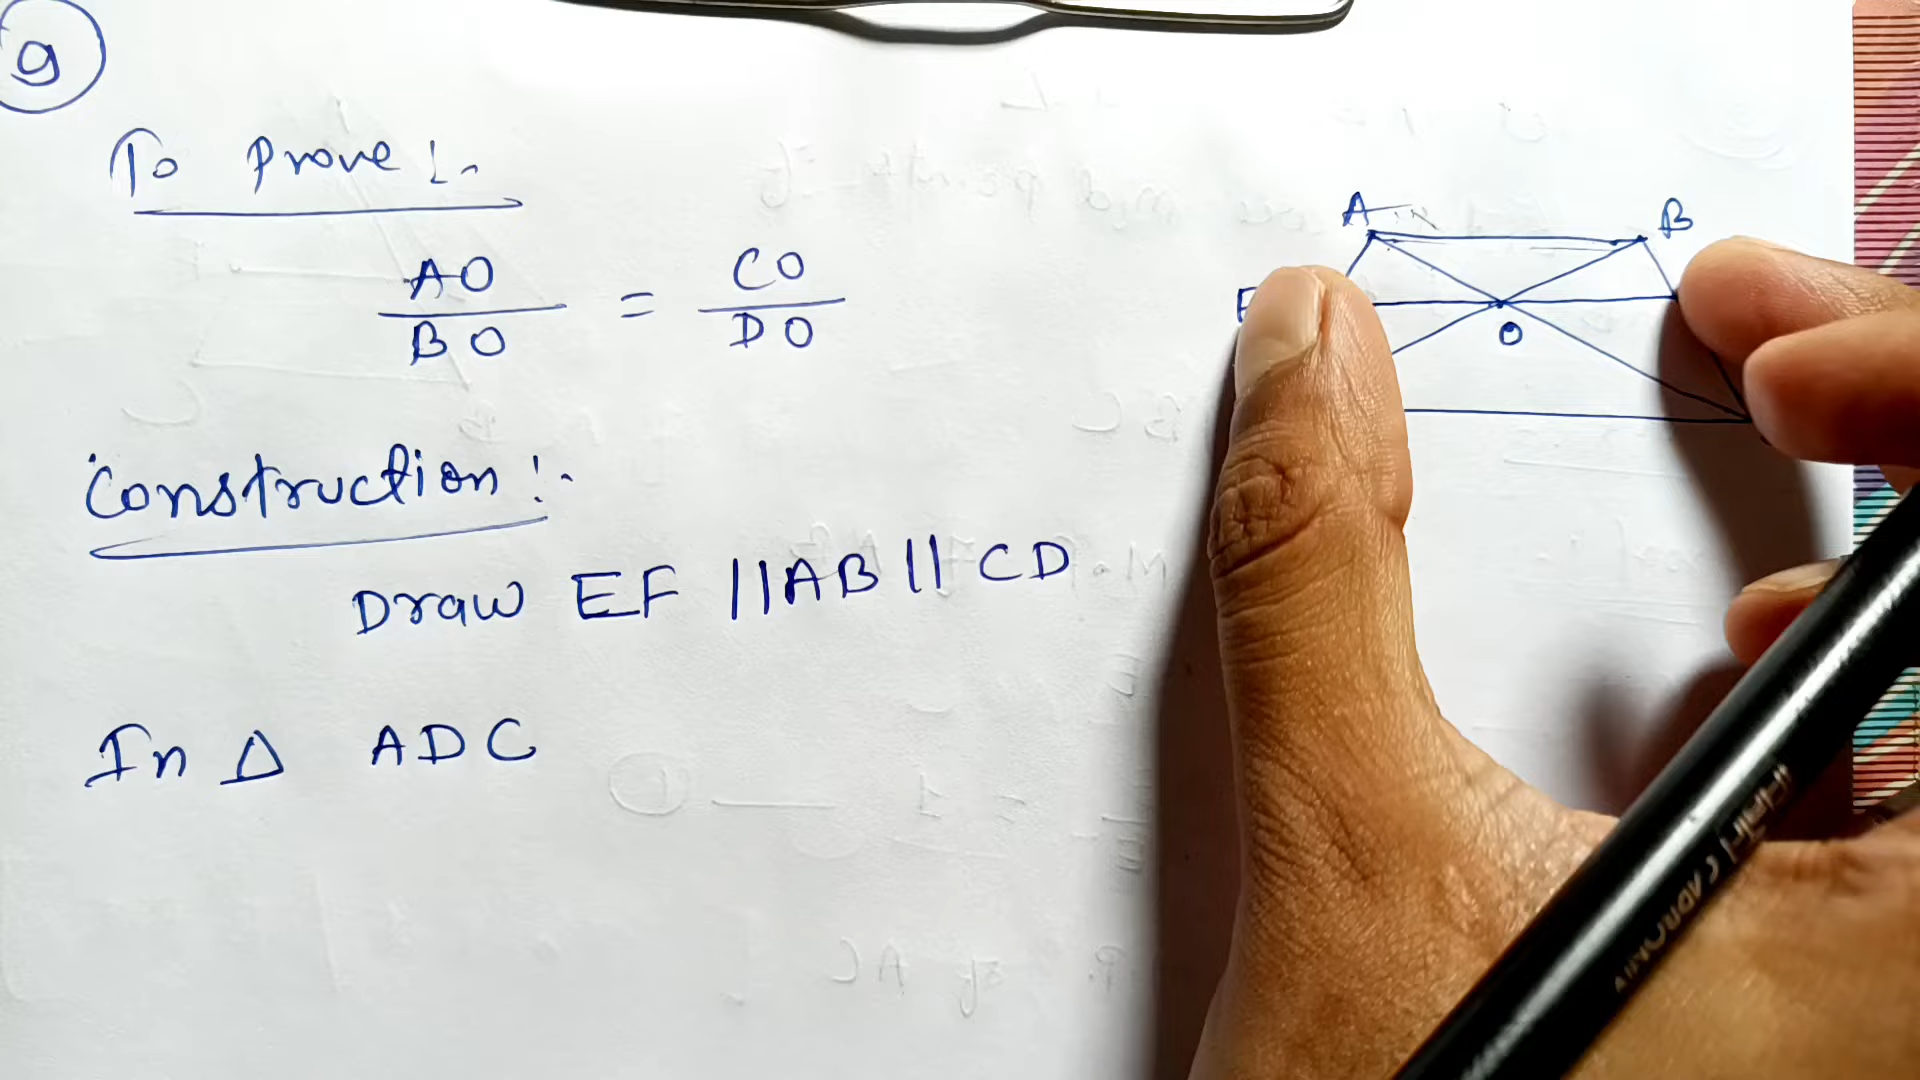 9
To Prove :-
AO / BO = CO / DO
A B
E
O
Construction :-
Draw EF || AB || CD
In Δ ADC